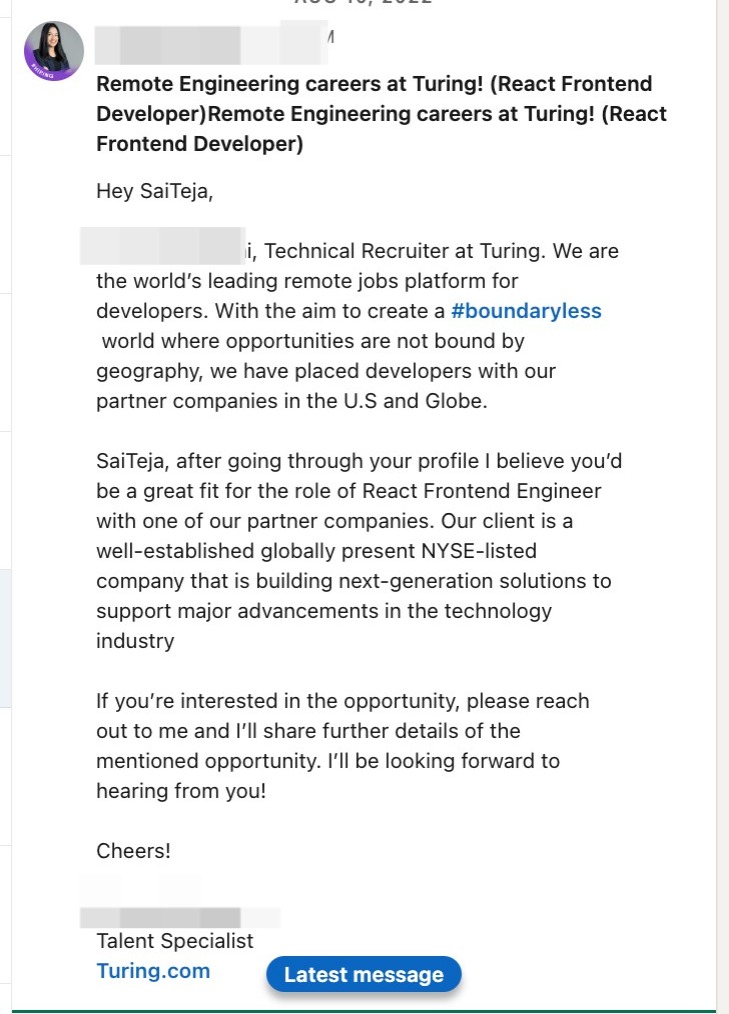 Remote Engineering careers at Turing! (React Frontend
Developer)Remote Engineering careers at Turing! (React
Frontend Developer)
Hey SaiTeja,
, Technical Recruiter at Turing. We are
the world’s leading remote jobs platform for
developers. With the aim to create a #boundaryless
world where opportunities are not bound by
geography, we have placed developers with our
partner companies in the U.S and Globe.
SaiTeja, after going through your profile I believe you’d
be a great fit for the role of React Frontend Engineer
with one of our partner companies. Our client is a
well-established globally present NYSE-listed
company that is building next-generation solutions to
support major advancements in the technology
industry
If you’re interested in the opportunity, please reach
out to me and I’ll share further details of the
mentioned opportunity. I’ll be looking forward to
hearing from you!
Cheers!
Talent Specialist
Turing.com
Latest message